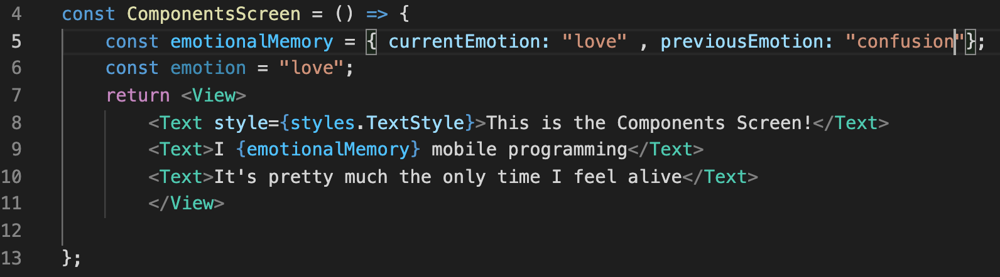 4 const ComponentsScreen = () => {
5 const emotionalMemory = { currentEmotion: "love" , previousEmotion: "confusion"};
6 const emotion = "love";
7 return <View>
8 <Text style={styles.TextStyle}>This is the Components Screen!</Text>
9 <Text>I {emotionalMemory} mobile programming</Text>
10 <Text>It's pretty much the only time I feel alive</Text>
11 </View>
12
13 };